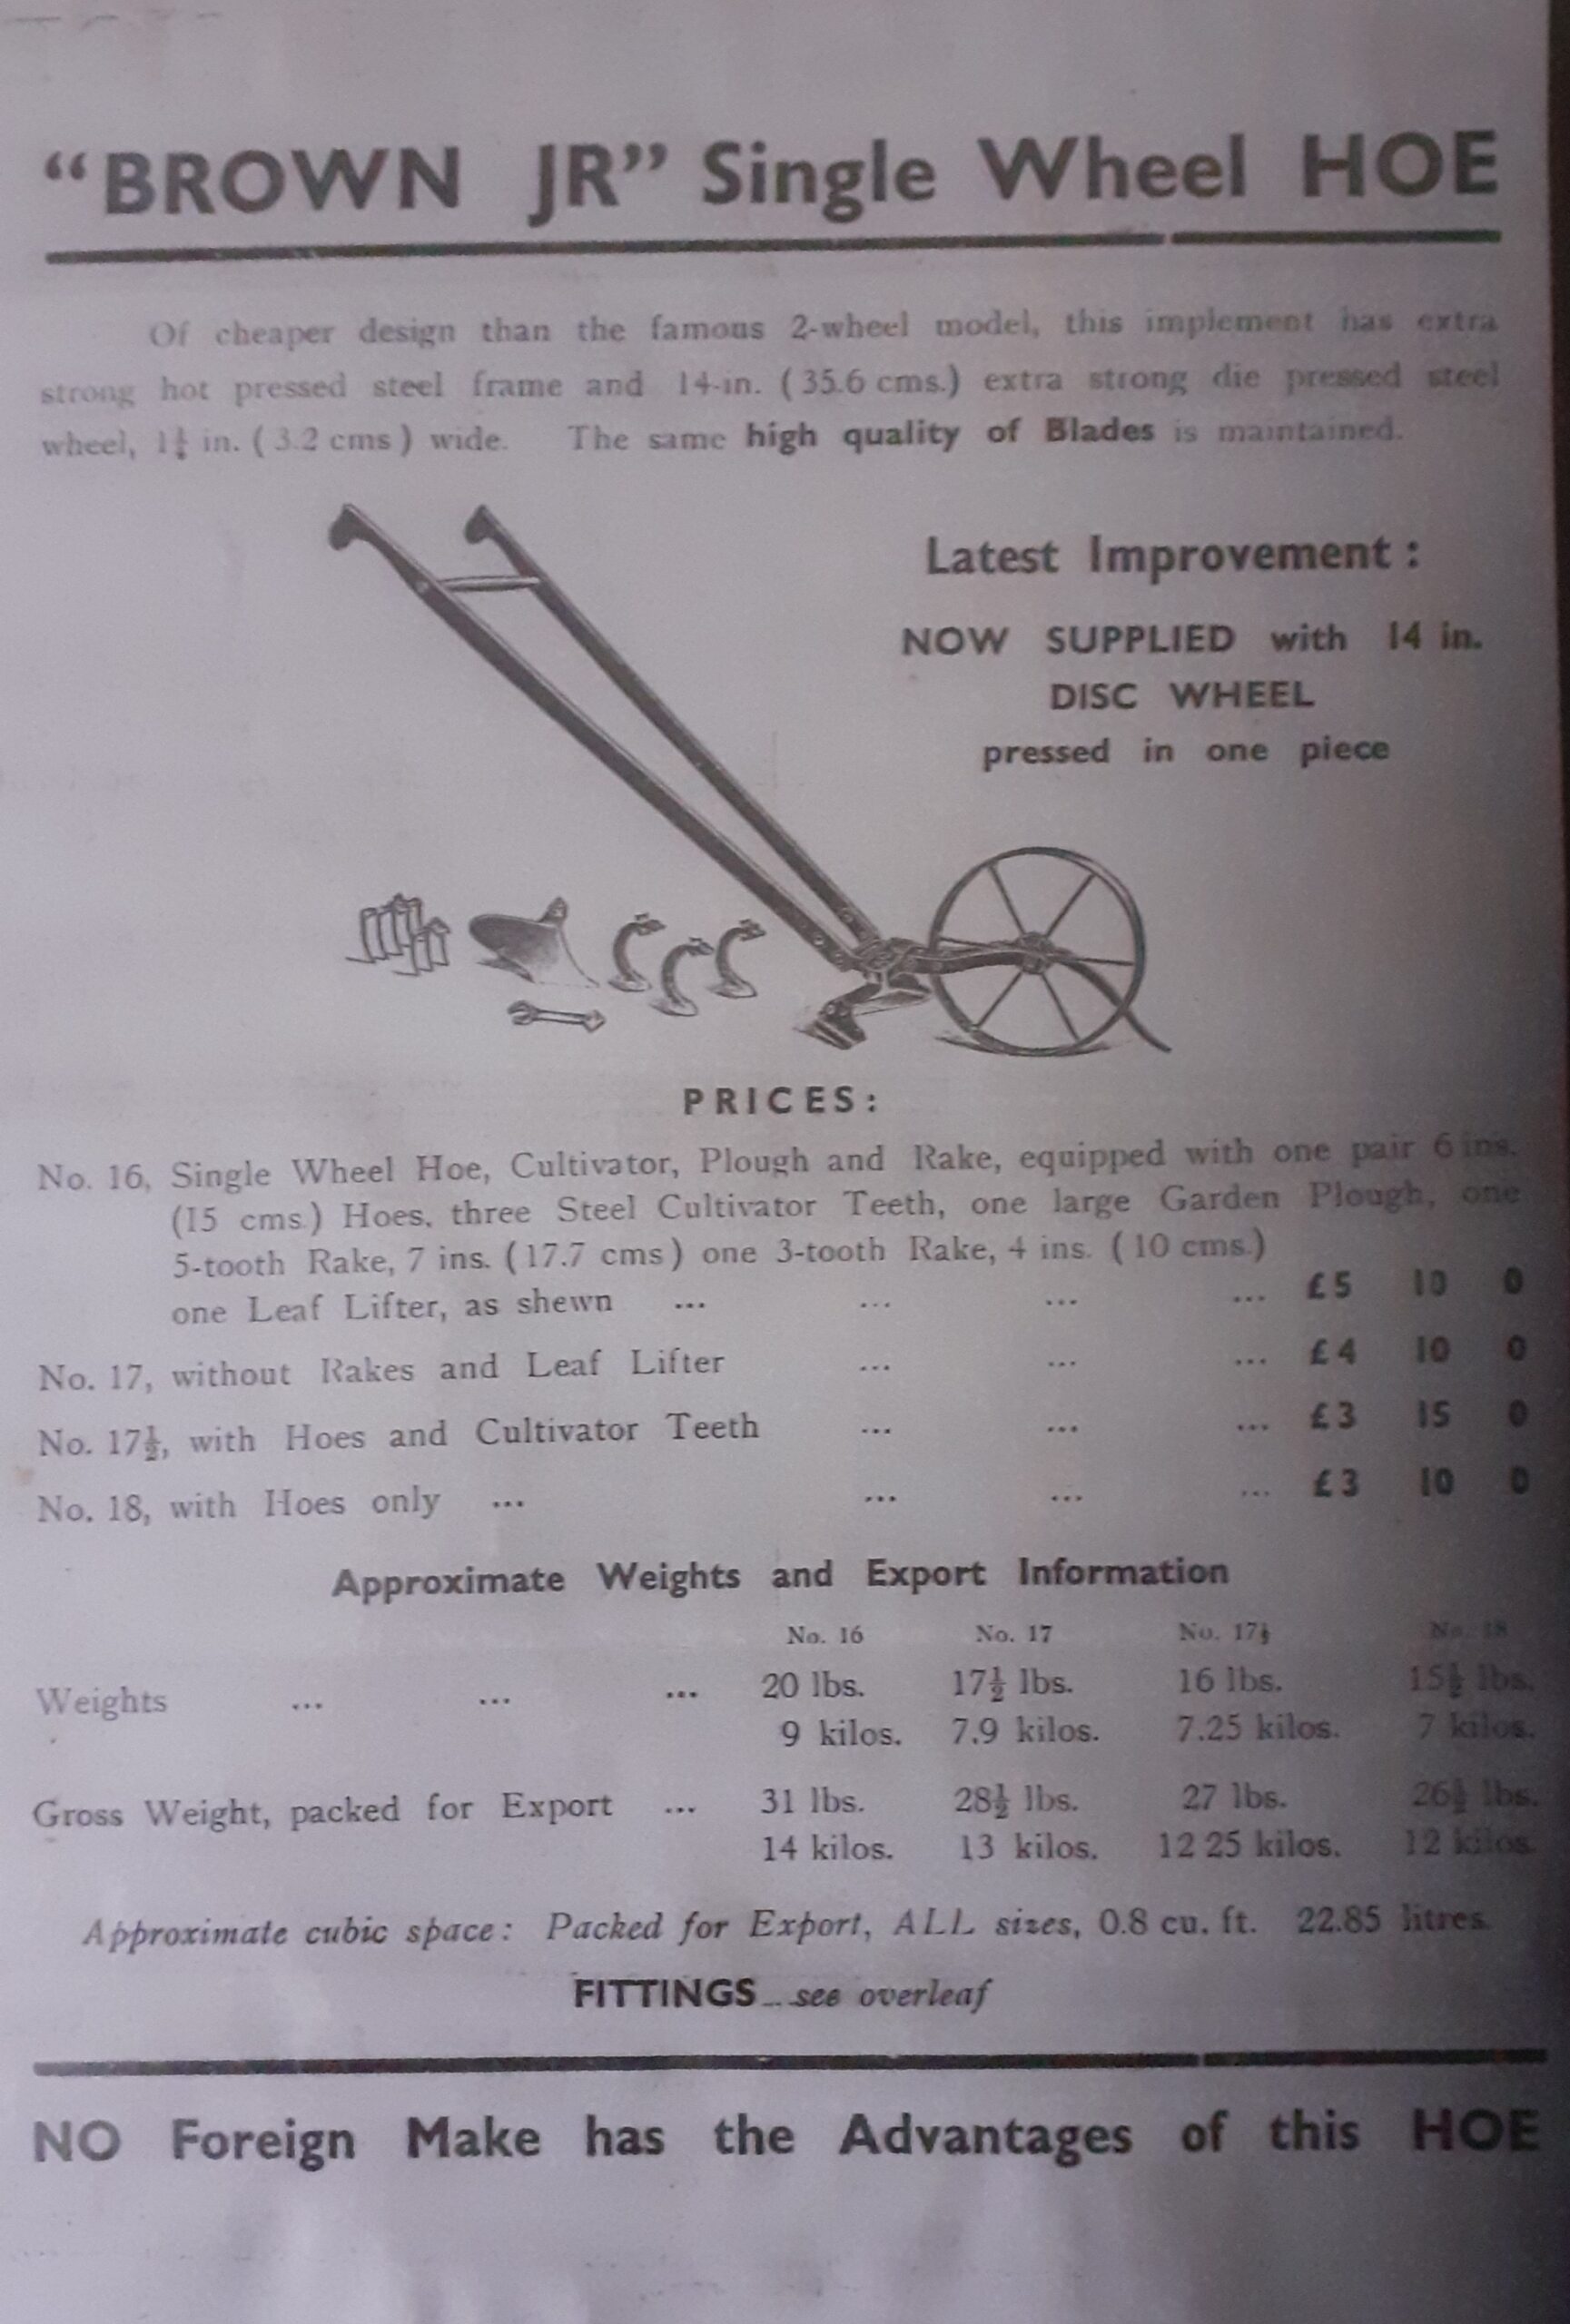 “BROWN JR” Single Wheel HOE
Of cheaper design than the famous 2-wheel model, this implement has extra
strong hot pressed steel frame and 14-in. (35.6 cms.) extra strong die pressed steel
wheel, 1¼ in. (3.2 cms) wide. The same high quality of Blades is maintained.
Latest Improvement :
NOW SUPPLIED with 14 in.
DISC WHEEL
pressed in one piece
PRICES:
No. 16, Single Wheel Hoe, Cultivator, Plough and Rake, equipped with one pair 6 ins.
(15 cms.) Hoes, three Steel Cultivator Teeth, one large Garden Plough, one
5-tooth Rake, 7 ins. (17.7 cms) one 3-tooth Rake, 4 ins. (10 cms.)
one Leaf Lifter, as shewn ... ... ... ... £5 10 0
No. 17, without Rakes and Leaf Lifter ... ... ... £4 10 0
No. 17½, with Hoes and Cultivator Teeth ... ... ... £3 15 0
No. 18, with Hoes only ... ... ... ... £3 10 0
Approximate Weights and Export Information
No. 16 No. 17 No. 17½ No. 18
Weights ... ... ... 20 lbs. 17½ lbs. 16 lbs. 15½ lbs.
9 kilos. 7.9 kilos. 7.25 kilos. 7 kilos.
Gross Weight, packed for Export ... 31 lbs. 28½ lbs. 27 lbs. 26½ lbs.
14 kilos. 13 kilos. 12 25 kilos. 12 kilos.
Approximate cubic space: Packed for Export, ALL sizes, 0.8 cu. ft. 22.85 litres.
FITTINGS ... see overleaf
NO Foreign Make has the Advantages of this HOE